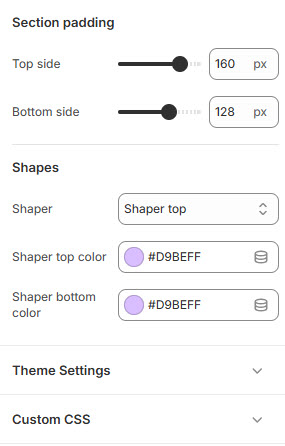 Section padding
Top side 160 px
Bottom side 128 px
Shapes
Shaper Shaper top
Shaper top color #D9BEFF
Shaper bottom
color #D9BEFF
Theme Settings
Custom CSS